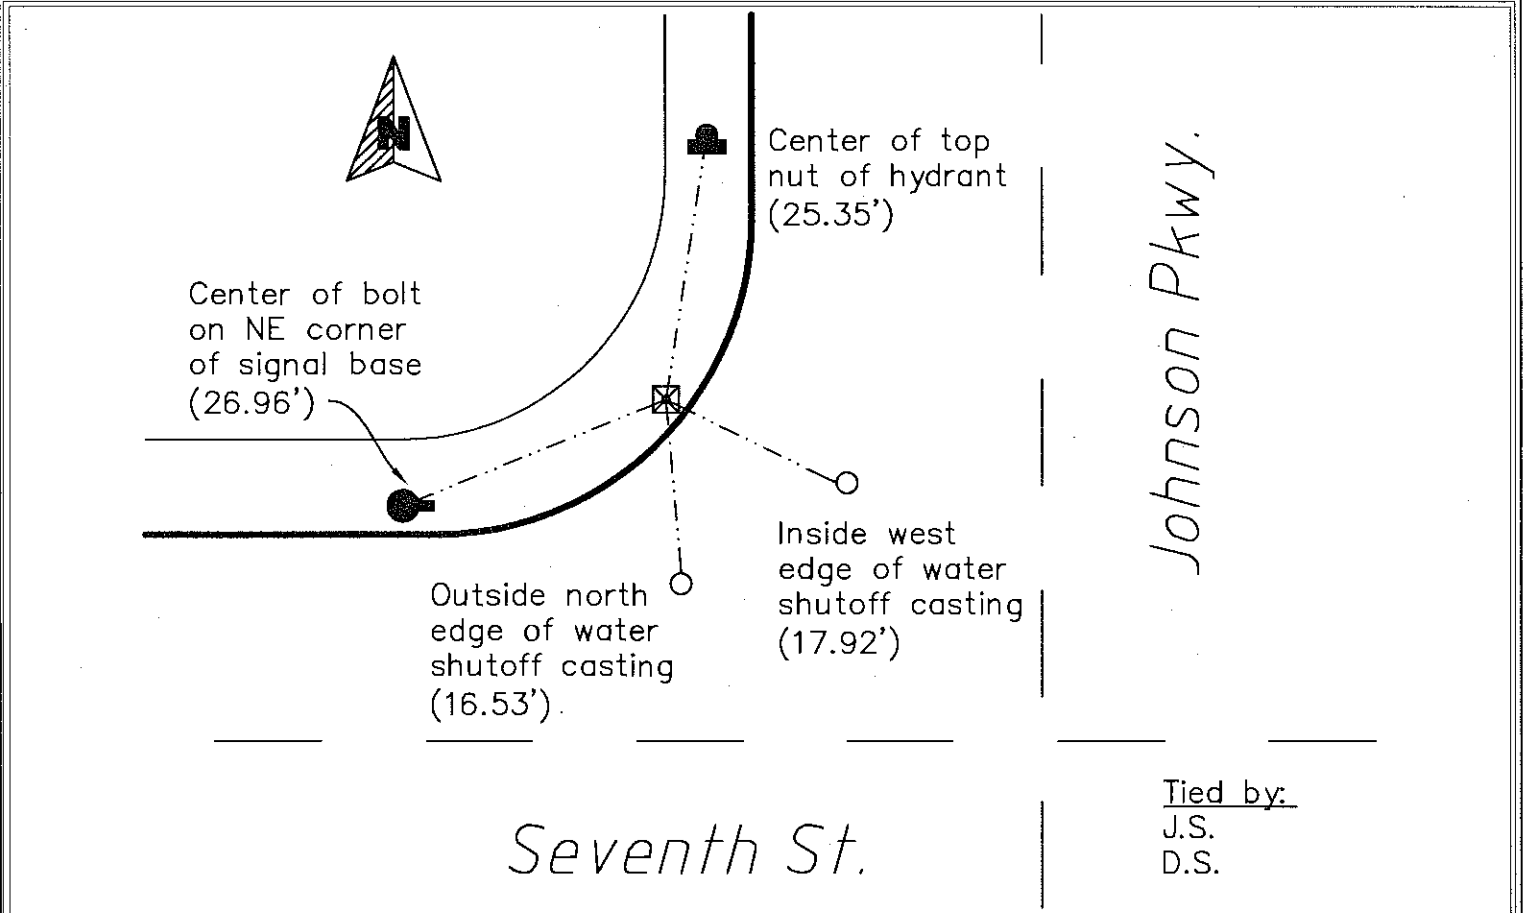 N
Center of top
nut of hydrant
(25.35')
Johnson Pkwy.
Center of bolt
on NE corner
of signal base
(26.96')
Inside west
edge of water
shutoff casting
(17.92')
Outside north
edge of water
shutoff casting
(16.53')
Seventh St.
Tied by:
J.S.
D.S.